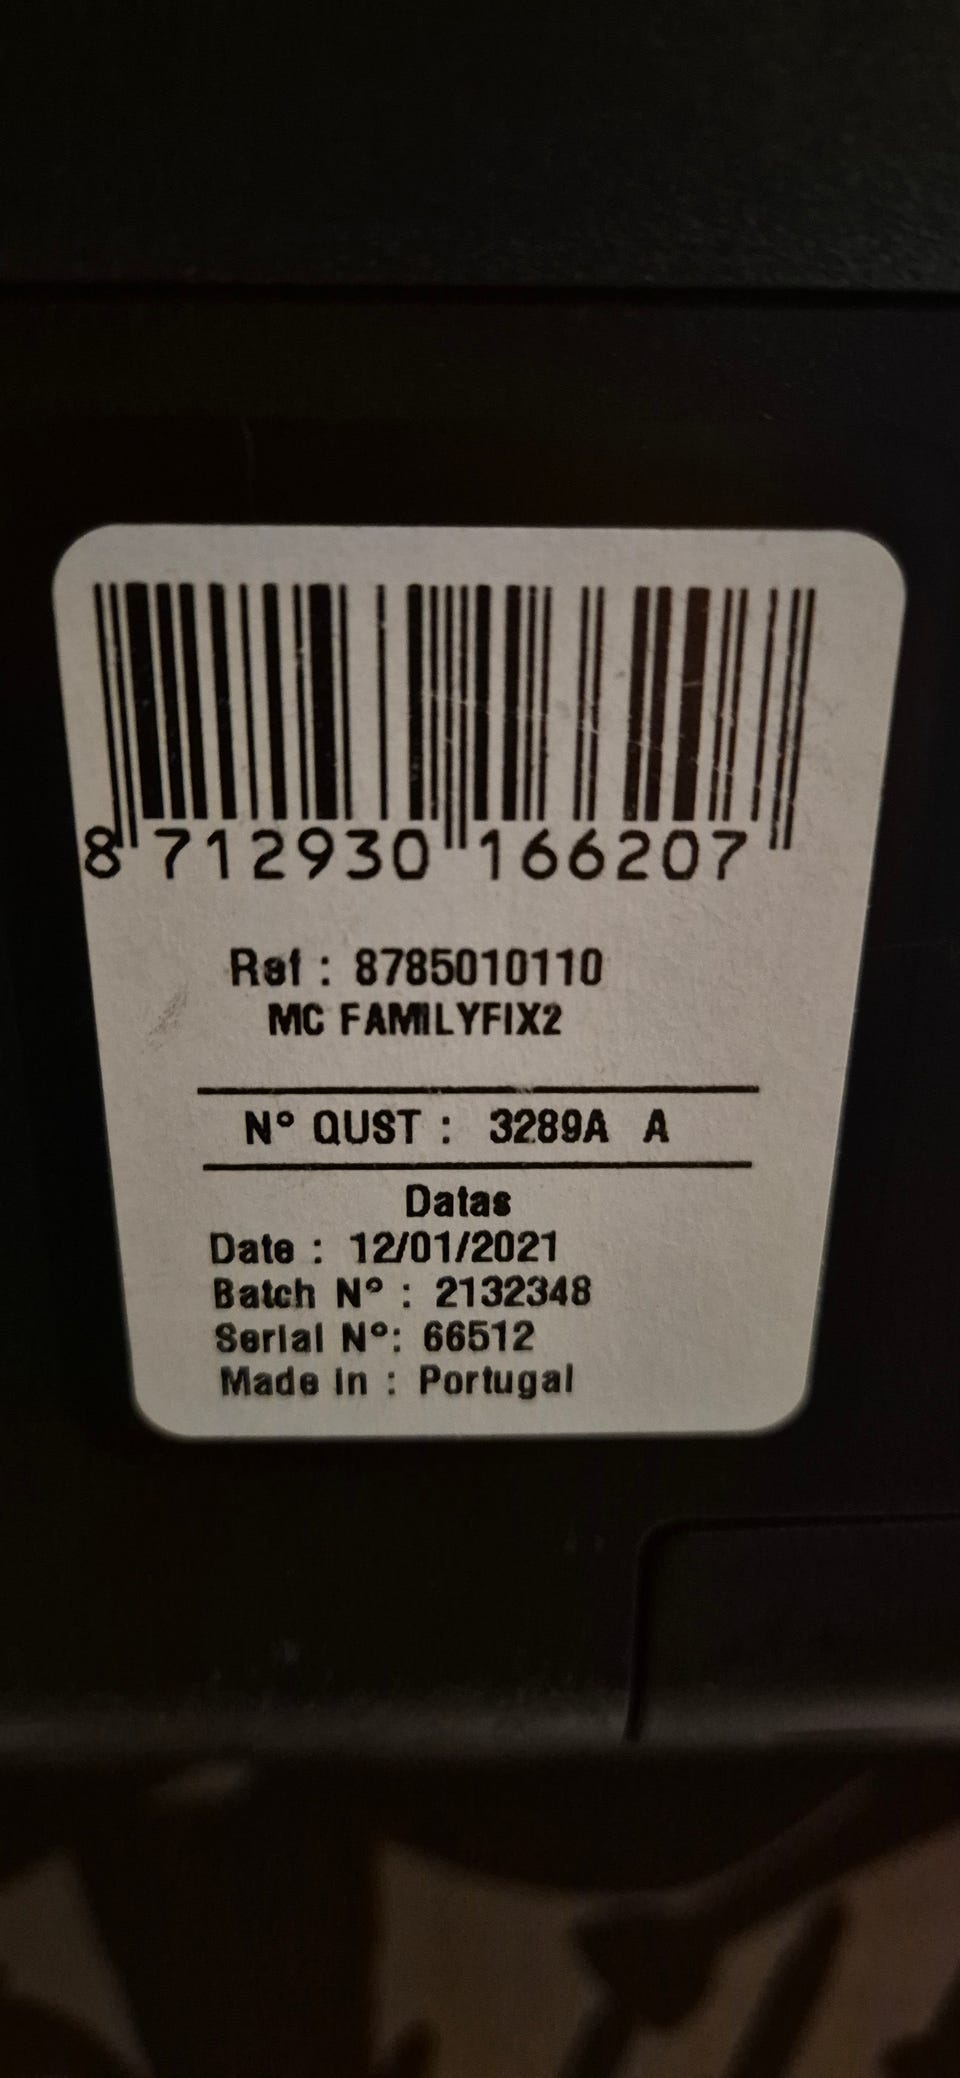 8 712930 166207
Ref : 8785010110
MC FAMILYFIX2
N° QUST : 3289A A
Datas
Date : 12/01/2021
Batch N° : 2132348
Serial N°: 66512
Made In : Portugal